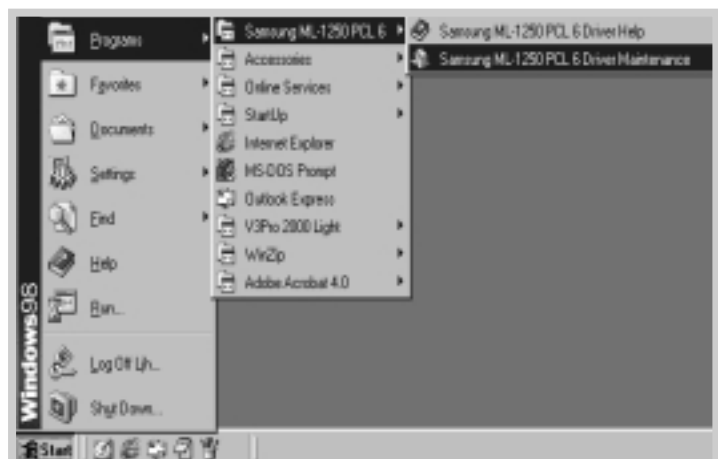 Programs
Favorites
Documents
Settings
Find
Help
Run...
Log Off Ljh...
Shut Down...
Windows98
Start
Samsung ML-1250 PCL 6
Accessories
Online Services
StartUp
Internet Explorer
MS-DOS Prompt
Outlook Express
V3Pro 2000 Light
WinZip
Adobe Acrobat 4.0
Samsung ML-1250 PCL 6 Driver Help
Samsung ML-1250 PCL 6 Driver Maintenance